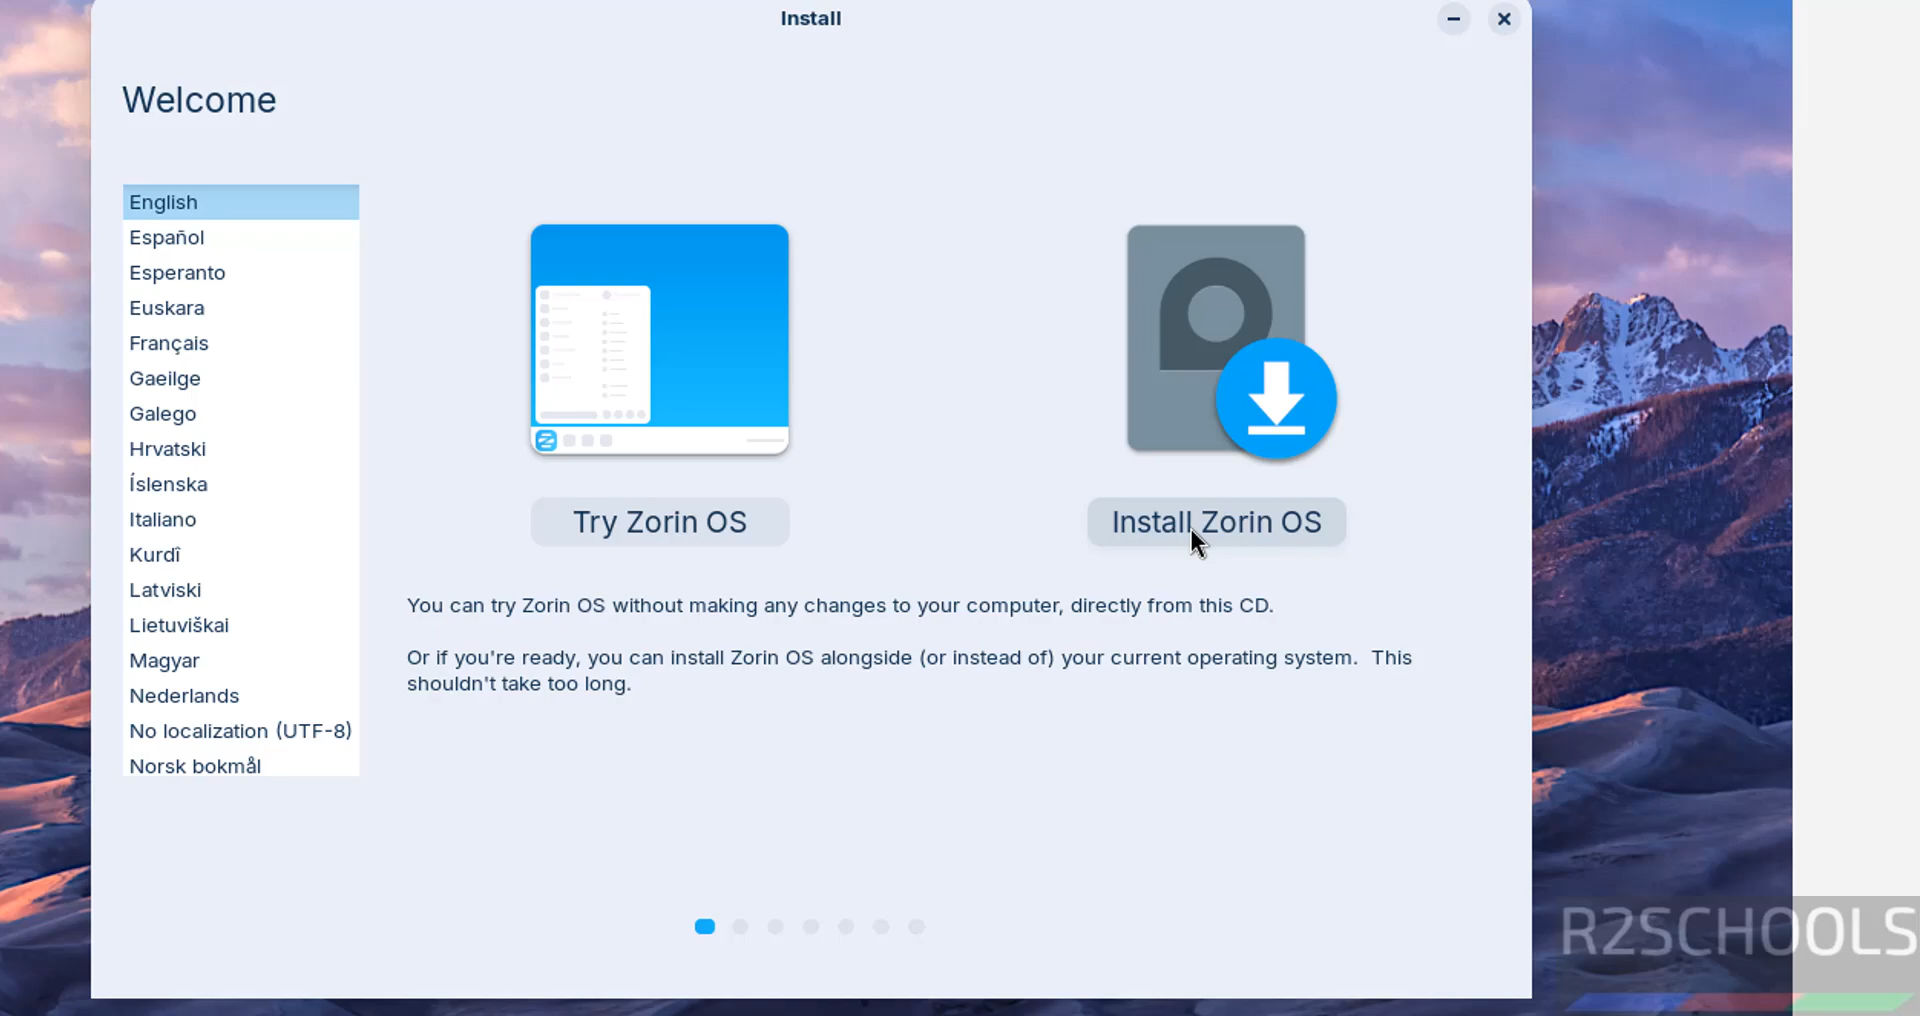 Install
Welcome
English
Español
Esperanto
Euskara
Français
Gaeilge
Galego
Hrvatski
Íslenska
Italiano
Kurdî
Latviski
Lietuviškai
Magyar
Nederlands
No localization (UTF-8)
Norsk bokmål
Try Zorin OS
Install Zorin OS
You can try Zorin OS without making any changes to your computer, directly from this CD.
Or if you're ready, you can install Zorin OS alongside (or instead of) your current operating system.  This
shouldn't take too long.
R2SCHOOLS